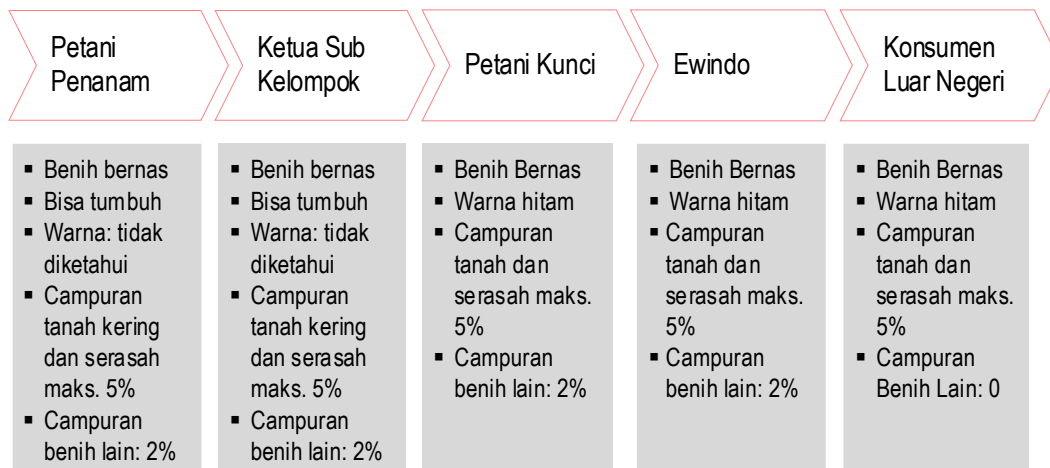 Petani
Penanam
Ketua Sub
Kelompok
Petani Kunci
Ewindo
Konsumen
Luar Negeri
▪ Benih bernas
▪ Bisa tumbuh
▪ Warna: tidak
diketahui
▪ Campuran
tanah kering
dan serasah
maks. 5%
▪ Campuran
benih lain: 2%
▪ Benih bernas
▪ Bisa tumbuh
▪ Warna: tidak
diketahui
▪ Campuran
tanah kering
dan serasah
maks. 5%
▪ Campuran
benih lain: 2%
▪ Benih Bernas
▪ Warna hitam
▪ Campuran
tanah dan
serasah maks.
5%
▪ Campuran
benih lain: 2%
▪ Benih Bernas
▪ Warna hitam
▪ Campuran
tanah dan
serasah maks.
5%
▪ Campuran
benih lain: 2%
▪ Benih Bernas
▪ Warna hitam
▪ Campuran
tanah dan
serasah maks.
5%
▪ Campuran
Benih Lain: 0